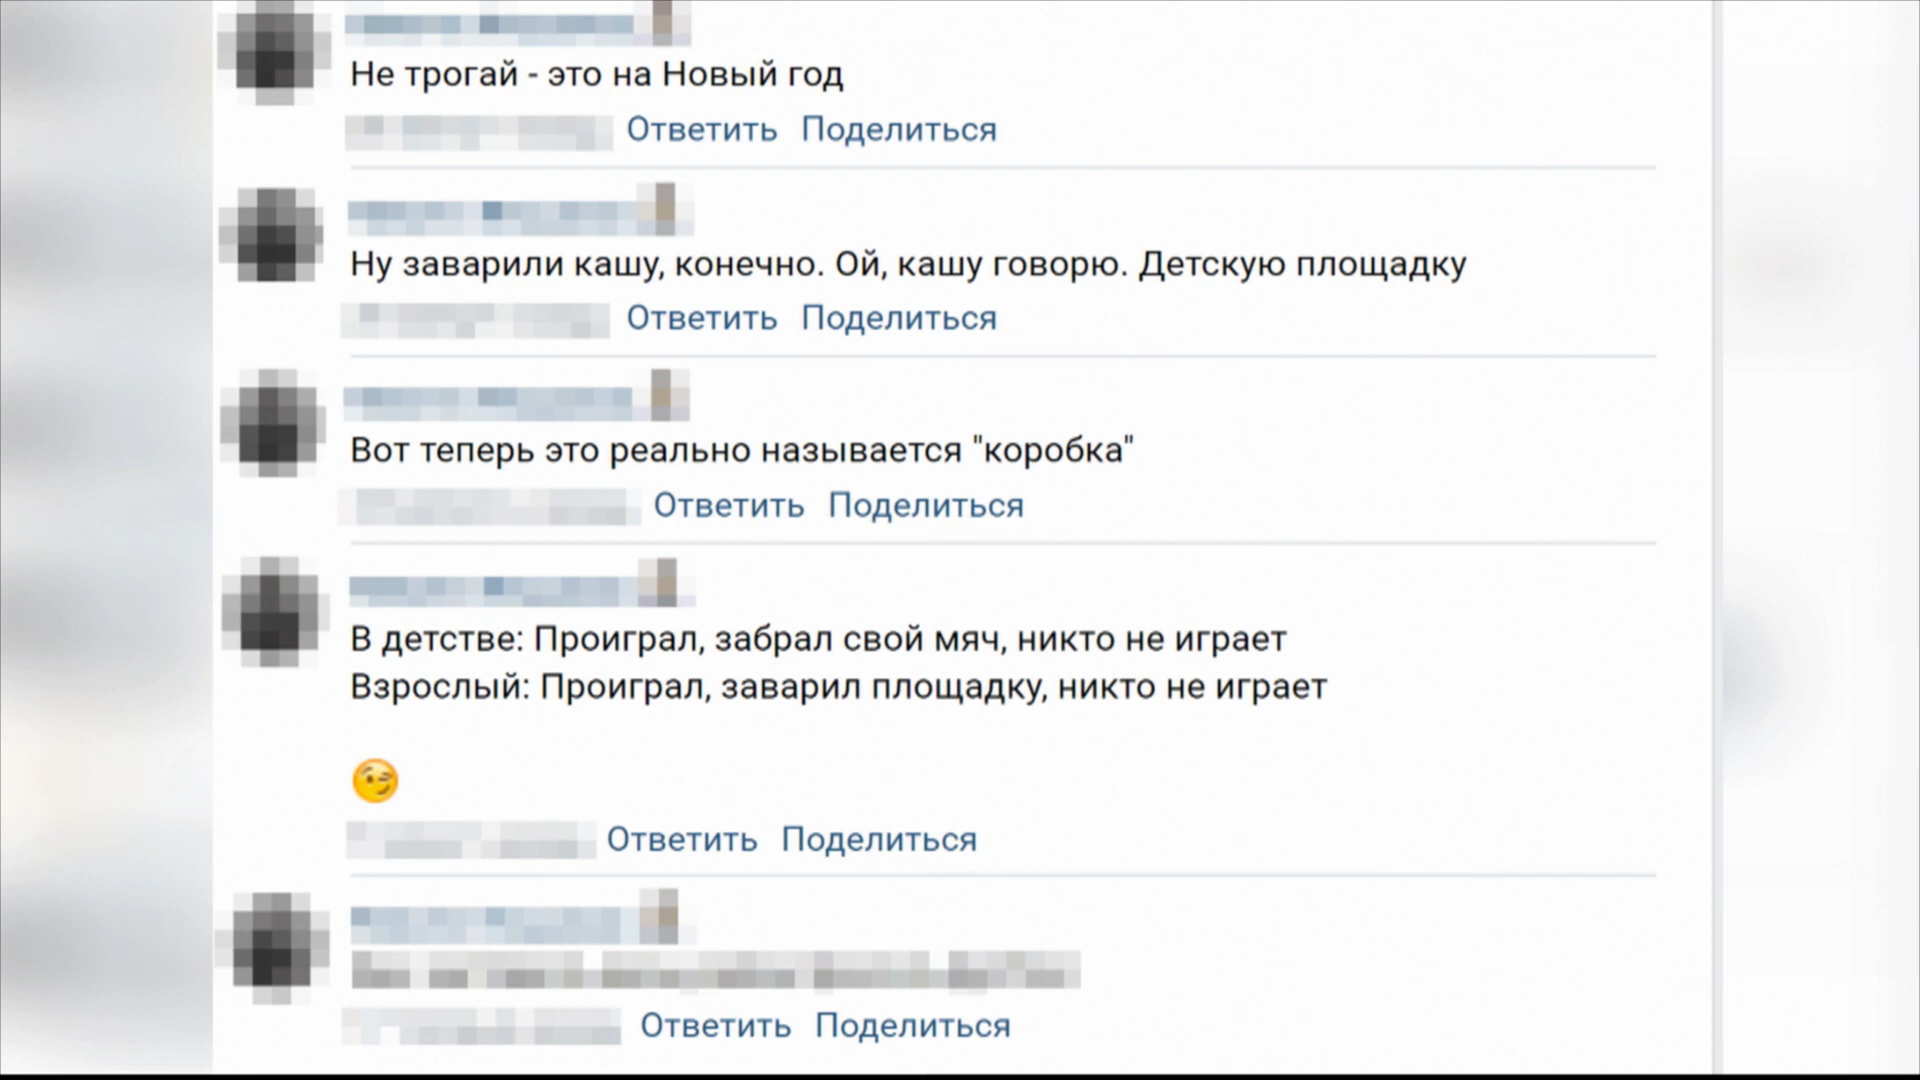 Не трогай - это на Новый год
Ответить Поделиться
Ну заварили кашу, конечно. Ой, кашу говорю. Детскую площадку
Ответить Поделиться
Вот теперь это реально называется "коробка"
Ответить Поделиться
В детстве: Проиграл, забрал свой мяч, никто не играет
Взрослый: Проиграл, заварил площадку, никто не играет
Ответить Поделиться
Ответить Поделиться